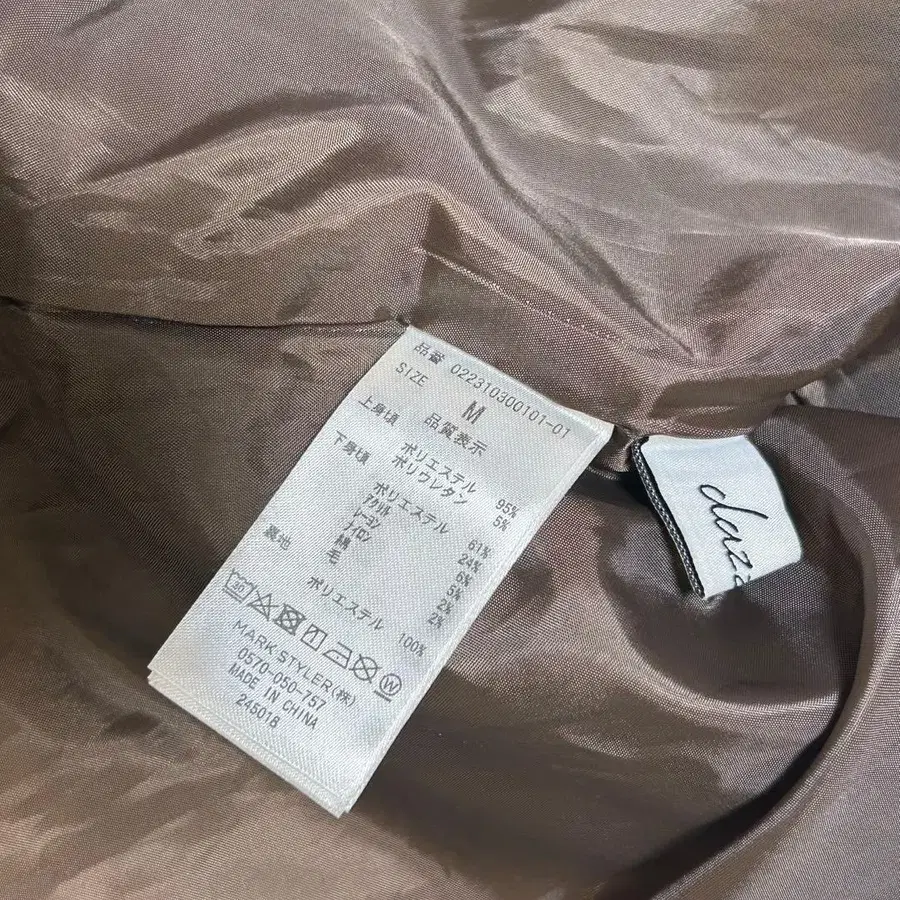 品番 022310300101-01
SIZE M
品質表示
上身頃 ポリエステル 95%
ポリウレタン 5%
下身頃 ポリエステル 61%
アクリル 24%
レーヨン 6%
ナイロン 5%
綿 2%
毛 2%
裏地 ポリエステル 100%
MARK STYLER(株)
0570-050-757
MADE IN CHINA
245018
dazz